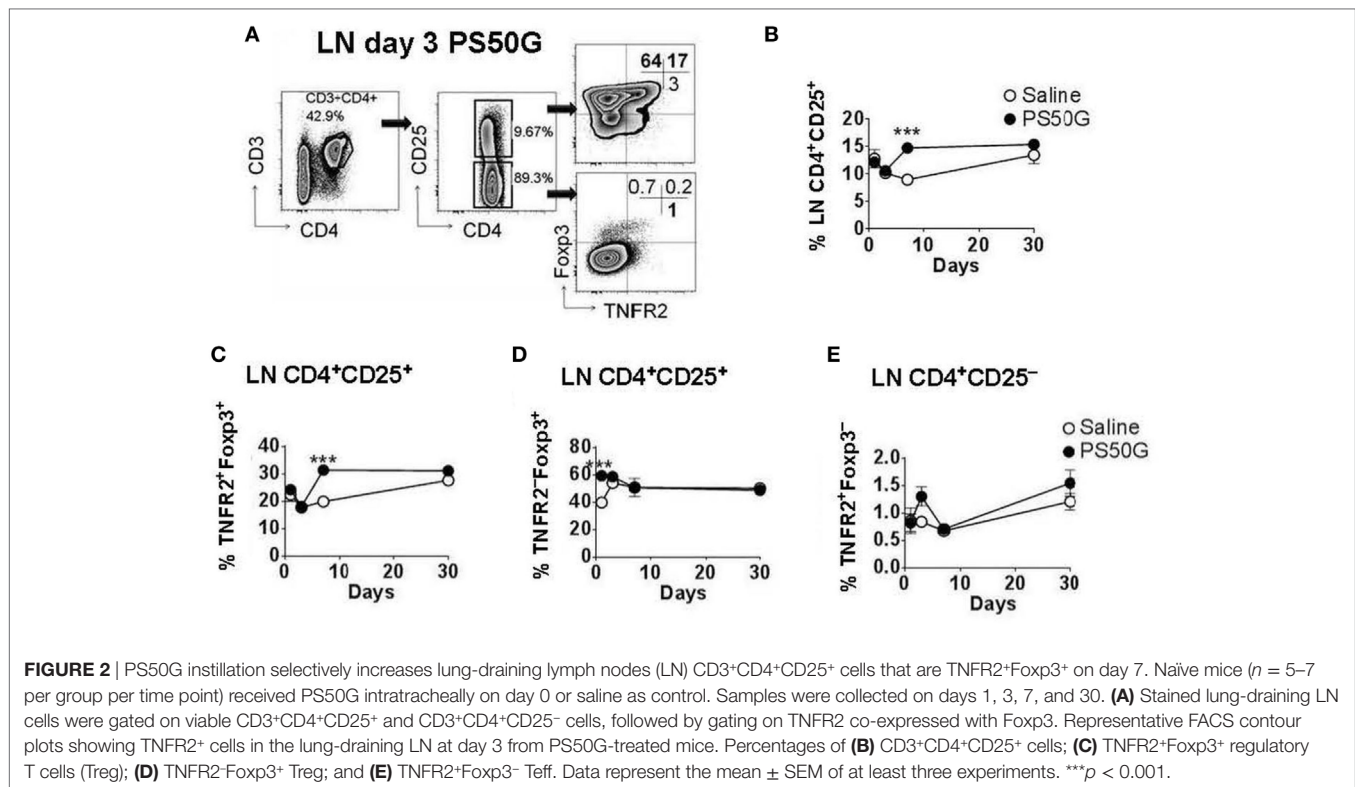 A
LN day 3 PS50G
CD3+CD4+
42.9%
CD3
CD4
CD25
9.67%
89.3%
CD4
64 17
3
0.7 0.2
1
Foxp3
TNFR2
B
Saline
PS50G
% LN CD4⁺CD25⁺
20
15
10
5
0
***
0 10 20 30
Days
C
LN CD4⁺CD25⁺
% TNFR2⁺Foxp3⁺
40
30
20
10
0
***
0 10 20 30
Days
D
LN CD4⁺CD25⁺
% TNFR2⁻Foxp3⁺
80
60
40
20
0
***
0 10 20 30
Days
E
LN CD4⁺CD25⁻
Saline
PS50G
% TNFR2⁺Foxp3⁻
2.0
1.5
1.0
0.5
0.0
0 10 20 30
Days
FIGURE 2 | PS50G instillation selectively increases lung-draining lymph nodes (LN) CD3⁺CD4⁺CD25⁺ cells that are TNFR2⁺Foxp3⁺ on day 7. Naïve mice (n = 5–7
per group per time point) received PS50G intratracheally on day 0 or saline as control. Samples were collected on days 1, 3, 7, and 30. (A) Stained lung-draining LN
cells were gated on viable CD3⁺CD4⁺CD25⁺ and CD3⁺CD4⁺CD25⁻ cells, followed by gating on TNFR2 co-expressed with Foxp3. Representative FACS contour
plots showing TNFR2⁺ cells in the lung-draining LN at day 3 from PS50G-treated mice. Percentages of (B) CD3⁺CD4⁺CD25⁺ cells; (C) TNFR2⁺Foxp3⁺ regulatory
T cells (Treg); (D) TNFR2⁻Foxp3⁺ Treg; and (E) TNFR2⁺Foxp3⁻ Teff. Data represent the mean ± SEM of at least three experiments. ***p < 0.001.